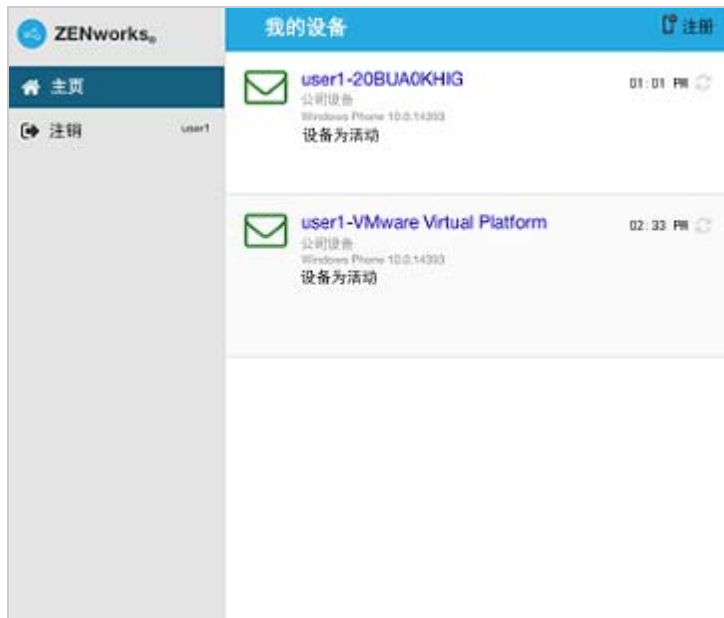 ZENworks®
我的设备
注册
主页
注销 user1
user1-20BUA0KHIG 01:01 PM
公司设备
Windows Phone 10.0.14393
设备为活动
user1-VMware Virtual Platform 02:33 PM
公司设备
Windows Phone 10.0.14393
设备为活动